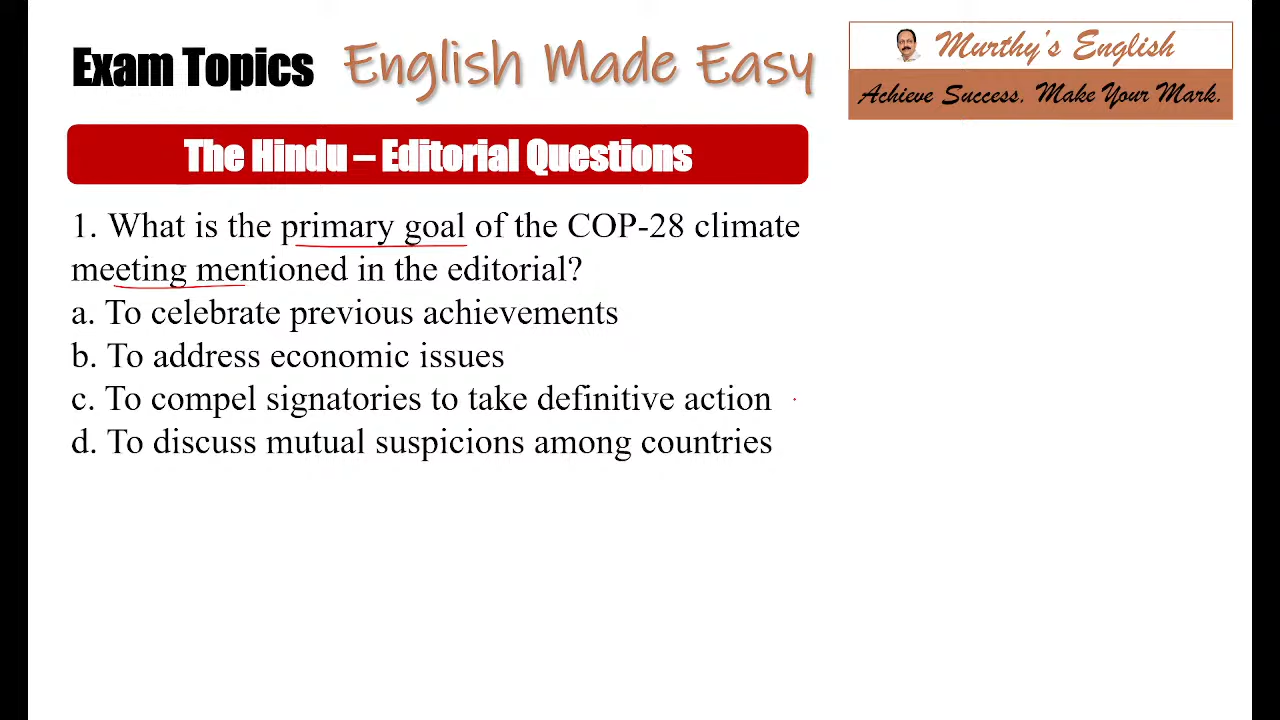 Exam Topics English Made Easy
Murthy's English
Achieve Success. Make Your Mark.
The Hindu – Editorial Questions
1. What is the primary goal of the COP-28 climate
meeting mentioned in the editorial?
a. To celebrate previous achievements
b. To address economic issues
c. To compel signatories to take definitive action
d. To discuss mutual suspicions among countries